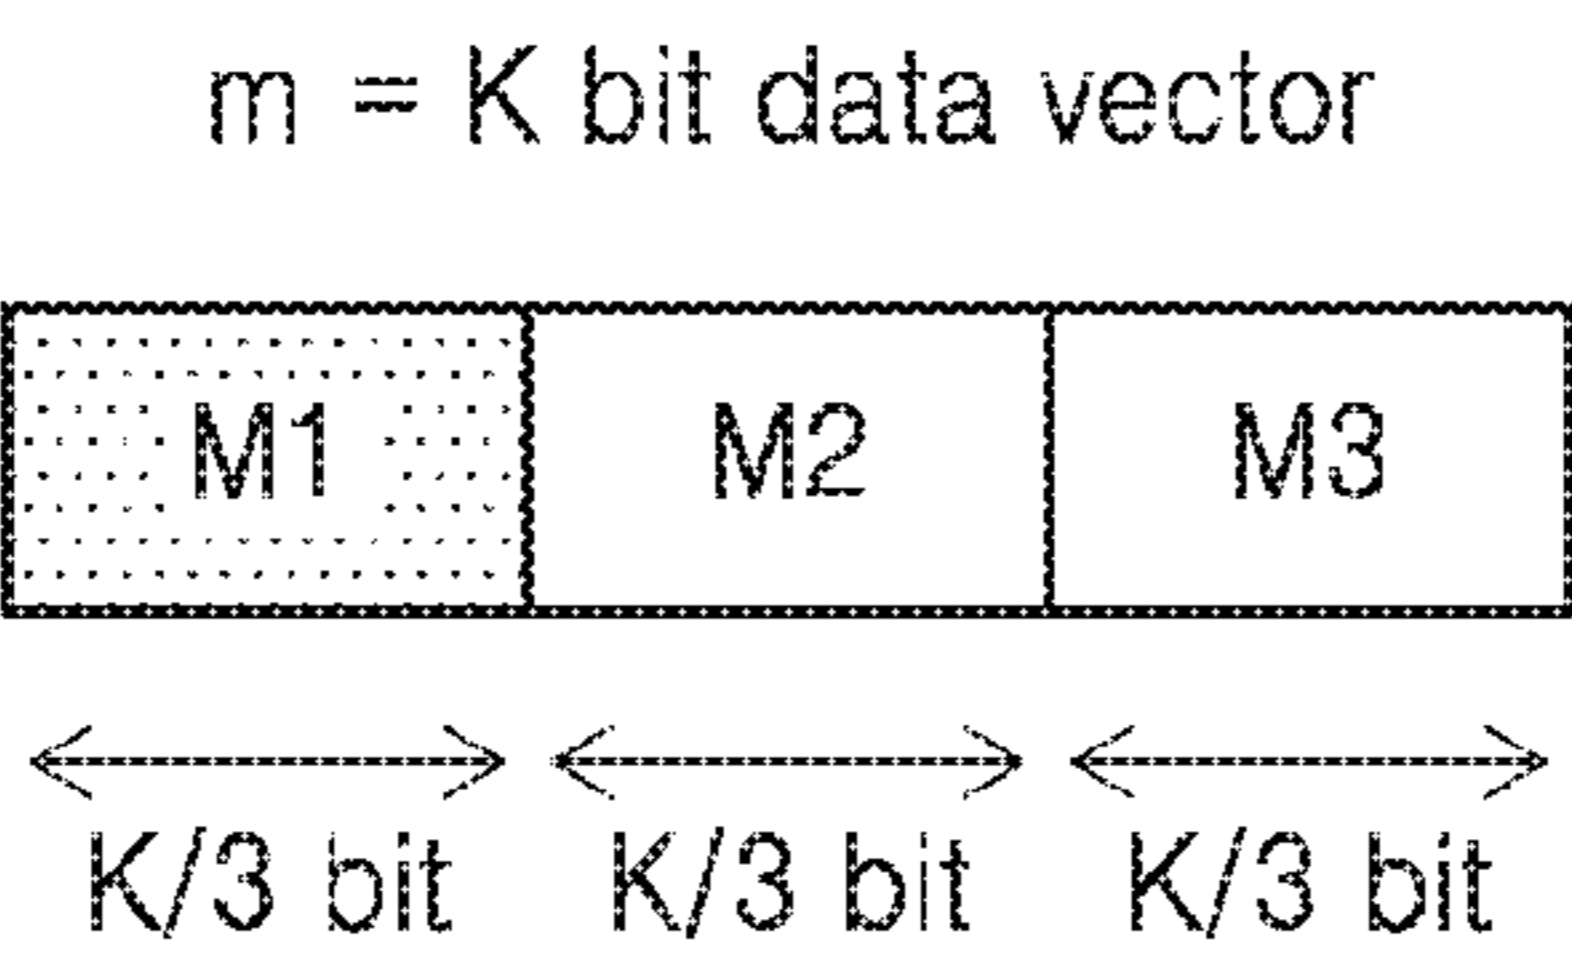 m = K bit data vector
M1 M2 M3
K/3 bit K/3 bit K/3 bit